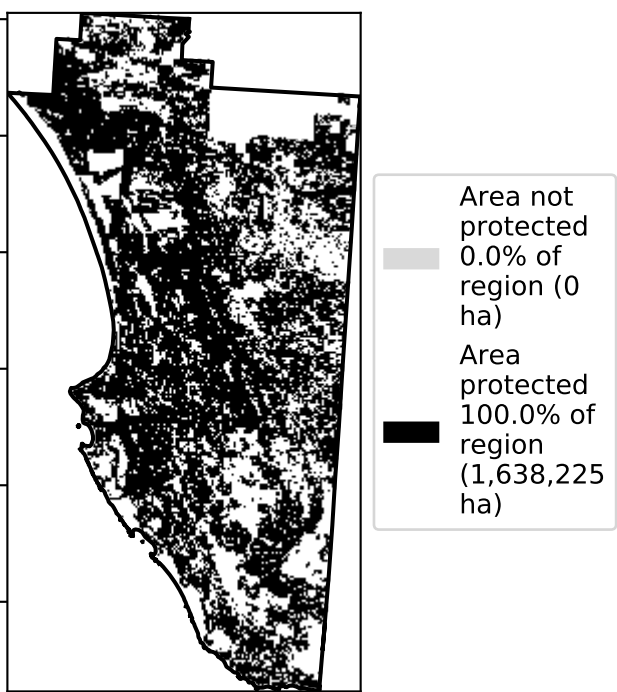 Area not
protected
0.0% of
region (0
ha)
Area
protected
100.0% of
region
(1,638,225
ha)